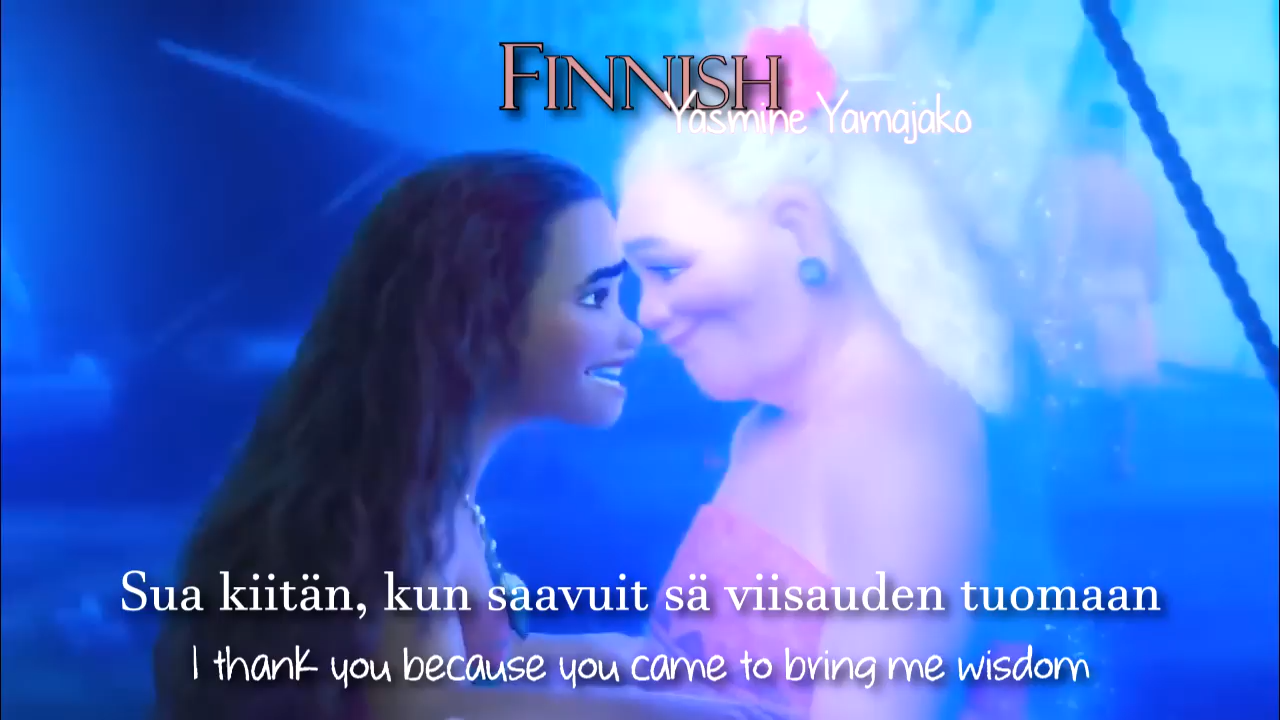 FINNISH
Yasmine Yamajako
Sua kiitän, kun saavuit sä viisauden tuomaan
I thank you because you came to bring me wisdom